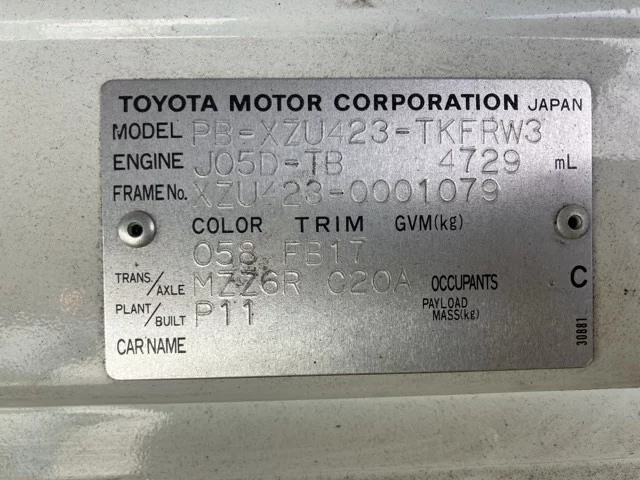 TOYOTA MOTOR CORPORATION JAPAN
MODEL PB-XZU423-TKFRW3
ENGINE J05D-TB 4729 mL
FRAME No. XZU423-0001079
COLOR TRIM GVM(kg)
058 FB17
TRANS./AXLE MZZ6R C20A OCCUPANTS C
PLANT/BUILT P11 PAYLOAD MASS(kg)
CAR NAME
30881